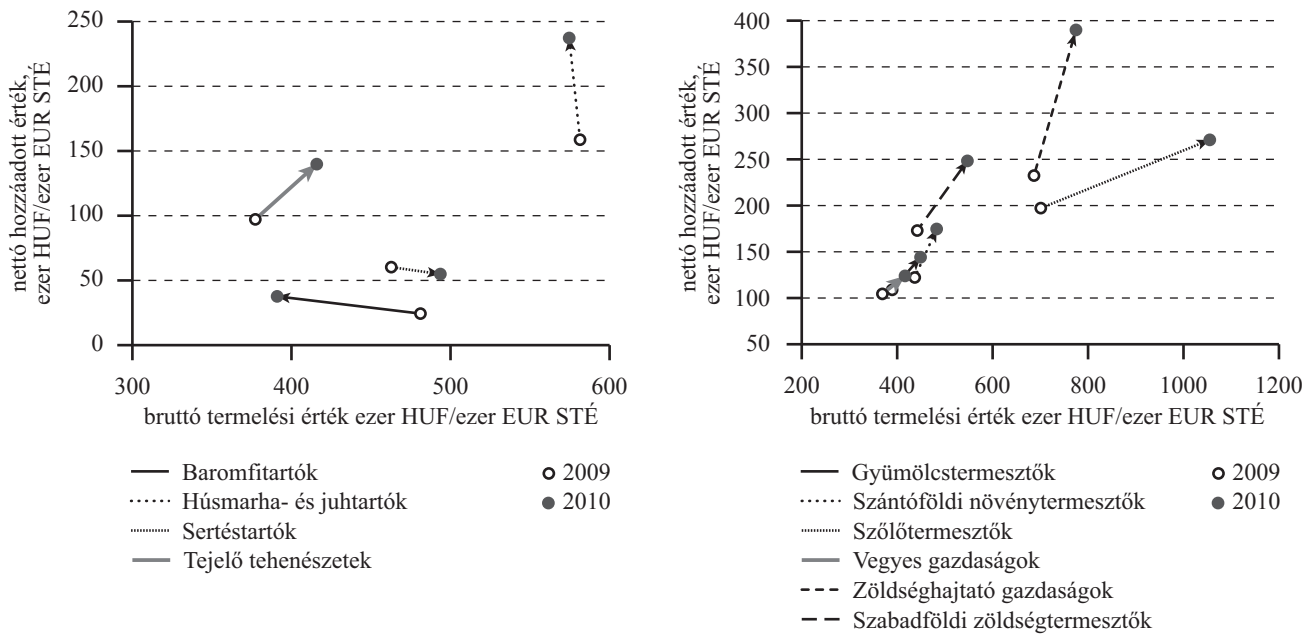 250
200
150
100
50
0
nettó hozzáadott érték,
ezer HUF/ezer EUR STÉ
300 400 500 600
bruttó termelési érték ezer HUF/ezer EUR STÉ
Baromfitartók
Húsmarha- és juhtartók
Sertéstartók
Tejelő tehenészetek
2009
2010
400
350
300
250
200
150
100
50
nettó hozzáadott érték,
ezer HUF/ezer EUR STÉ
200 400 600 800 1000 1200
bruttó termelési érték ezer HUF/ezer EUR STÉ
Gyümölcstermesztők
Szántóföldi növénytermesztők
Szőlőtermesztők
Vegyes gazdaságok
Zöldséghajtató gazdaságok
Szabadföldi zöldségtermesztők
2009
2010